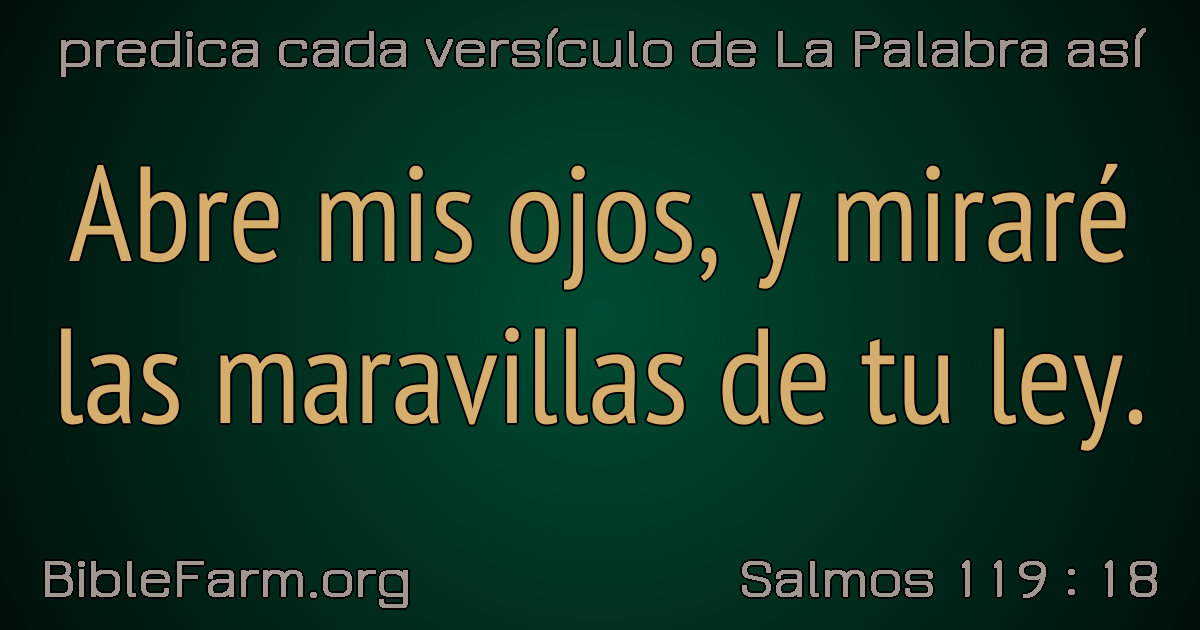 predica cada versículo de La Palabra así
Abre mis ojos, y miraré
las maravillas de tu ley.
BibleFarm.org
Salmos 119 : 18